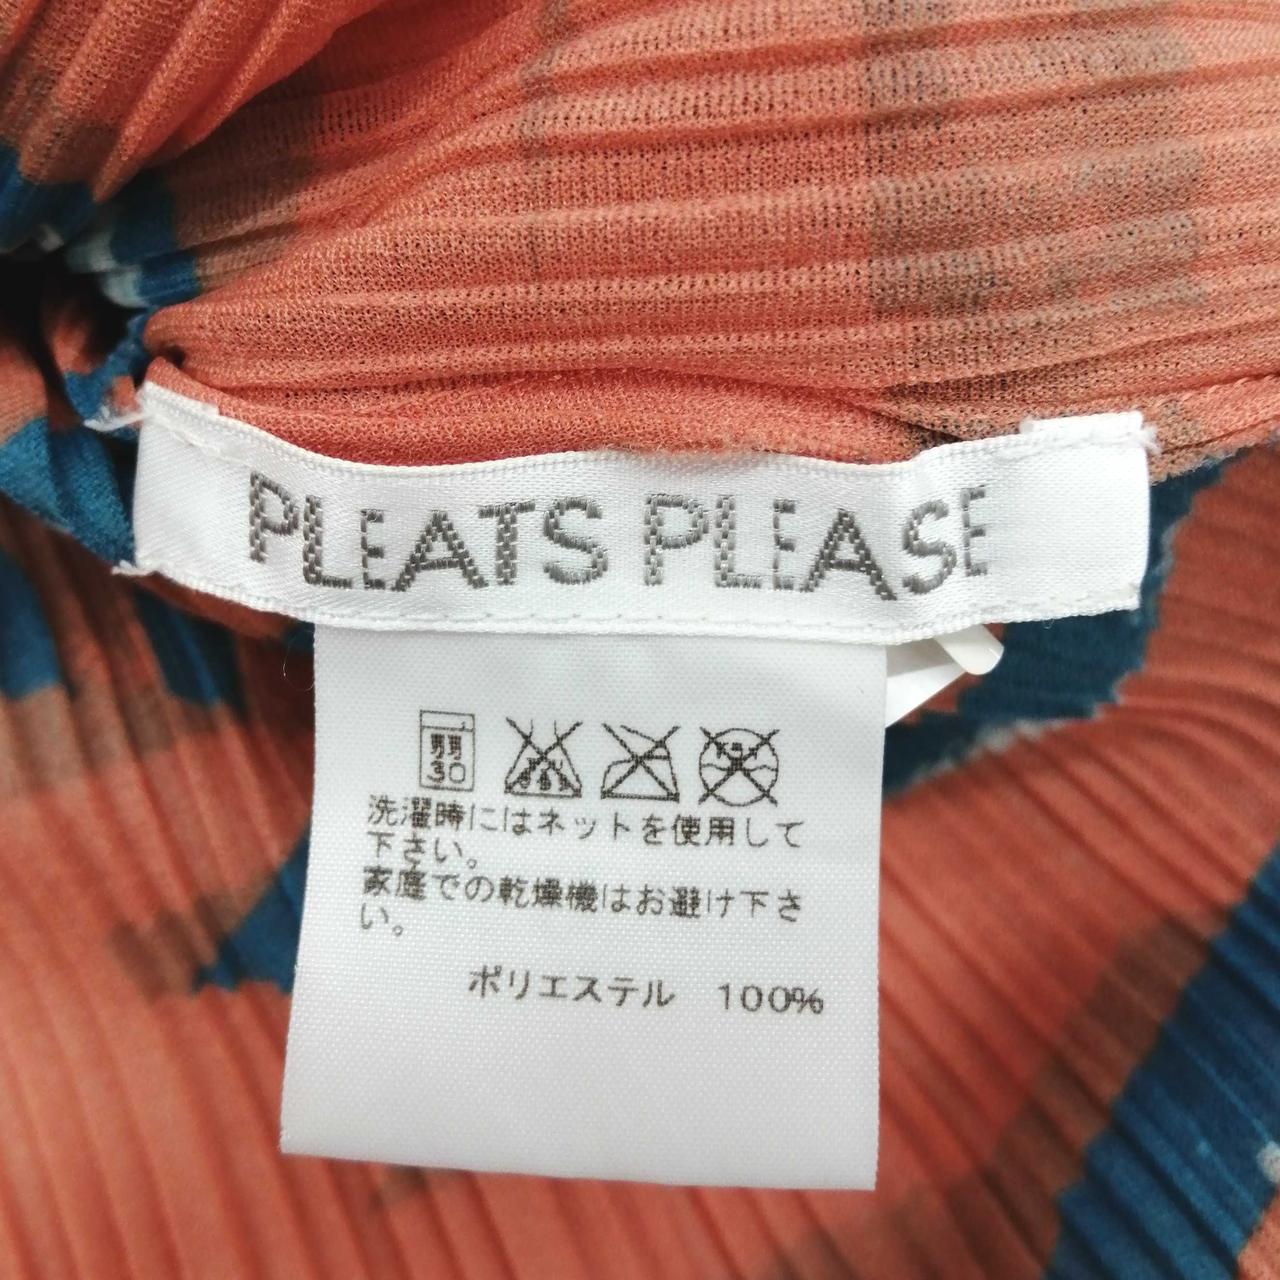 PLEATS PLEASE
弱
30
洗濯時にはネットを使用して
下さい。
家庭での乾燥機はお避け下さ
い。
ポリエステル 100%